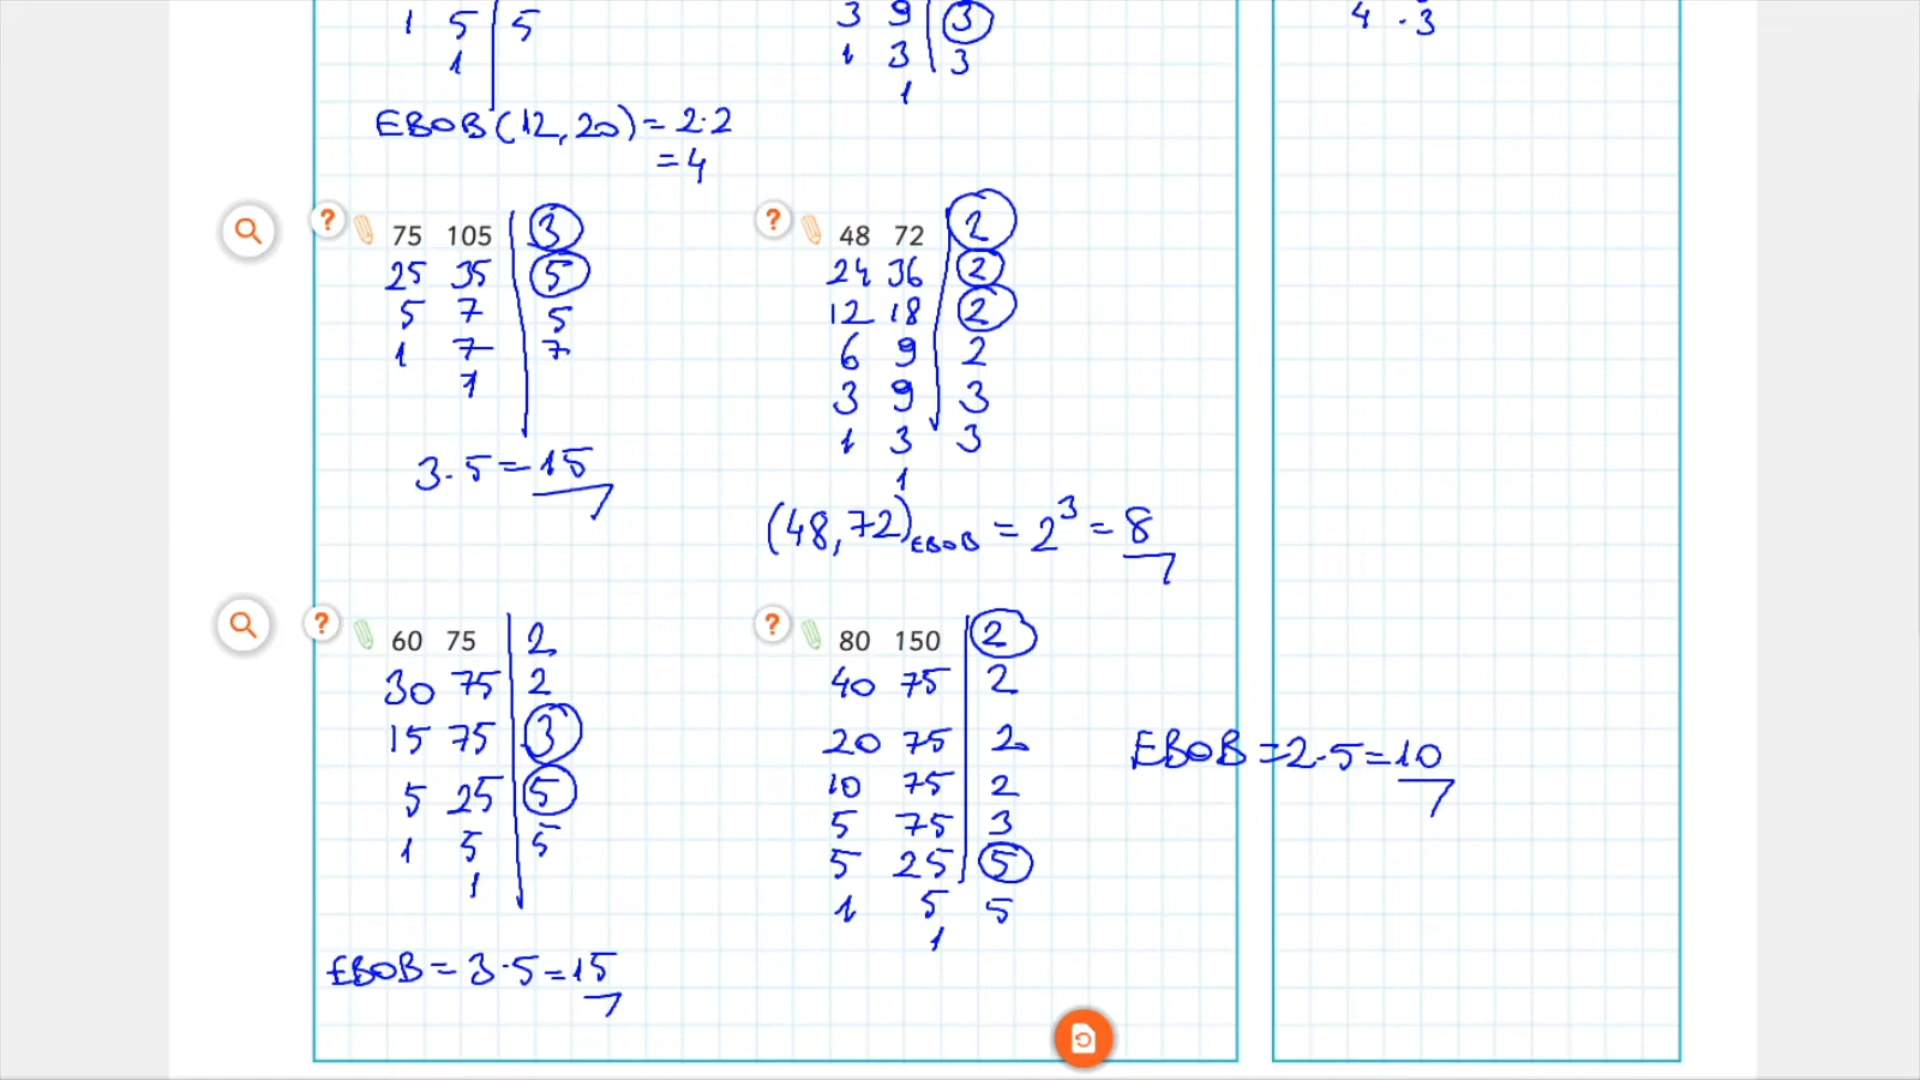 1 5 5
1
EBOB(12,20)=2·2
=4
3 9 3
1 3 3
1
4 ·3
? 75 105 3
25 35 5
5 7 5
1 7 7
1
3·5=15
? 48 72 2
24 36 2
12 18 2
6 9 2
3 9 3
1 3 3
1
(48,72)EBOB = 2³ = 8
? 60 75 2
30 75 2
15 75 3
5 25 5
1 5 5
1
EBOB=3·5=15
? 80 150 2
40 75 2
20 75 2
10 75 2
5 75 3
5 25 5
1 5 5
1
EBOB=2·5=10